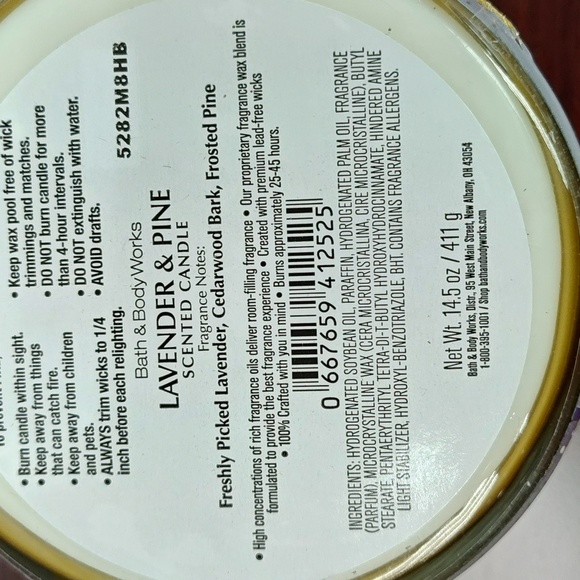 • Burn candle within sight.
• Keep away from things
that can catch fire.
• Keep away from children
and pets.
• ALWAYS trim wicks to 1/4
inch before each relighting.
• Keep wax pool free of wick
trimmings and matches.
• DO NOT burn candle for more
than 4-hour intervals.
• DO NOT extinguish with water.
• AVOID drafts.
5282M8HB
Bath & Body Works
LAVENDER & PINE
SCENTED CANDLE
Fragrance Notes:
Freshly Picked Lavender, Cedarwood Bark, Frosted Pine
• High concentrations of rich fragrance oils deliver room-filling fragrance • Our proprietary fragrance wax blend is
formulated to provide the best fragrance experience • Created with premium lead-free wicks
• 100% Crafted with you in mind • Burns approximately 25-45 hours.
0 667659 412525
INGREDIENTS: HYDROGENATED SOYBEAN OIL, PARAFFIN, HYDROGENATED PALM OIL, FRAGRANCE
(PARFUM), MICROCRYSTALLINE WAX (CERA MICROCRISTALLINA, CIRE MICROCRISTALLINE), BUTYL
STEARATE, PENTAERYTHRITYL TETRA-DI-T-BUTYL HYDROXYHYDROCINNAMATE, HINDERED AMINE
LIGHT STABILIZER, HYDROXYL-BENZOTRIAZOLE, BHT. CONTAINS FRAGRANCE ALLERGENS.
Net Wt. 14.5 oz / 411 g
Bath & Body Works, Distr., 95 West Main Street, New Albany, OH 43054
1-800-395-1001 / Shop bathandbodyworks.com